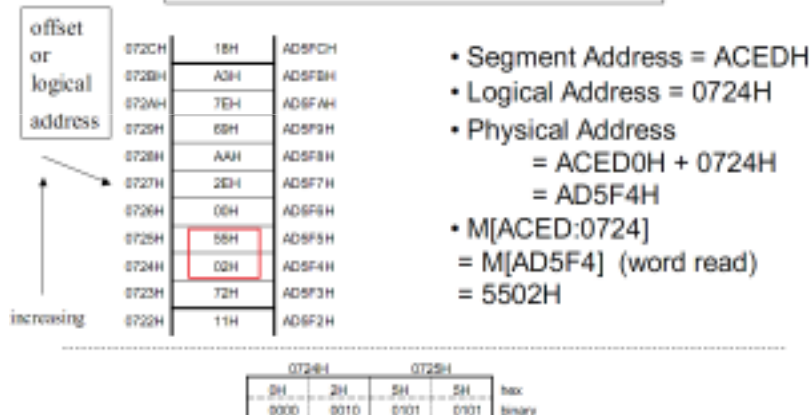 offset
or
logical
address
072CH 18H AD5FCH
072BH A3H AD5FBH
072AH 7EH AD5FAH
0729H 69H AD5F9H
0728H AAH AD5F8H
0727H 2EH AD5F7H
0726H 00H AD5F6H
0725H 55H AD5F5H
0724H 02H AD5F4H
0723H 72H AD5F3H
0722H 11H AD5F2H
increasing
• Segment Address = ACEDH
• Logical Address = 0724H
• Physical Address
= ACED0H + 0724H
= AD5F4H
• M[ACED:0724]
= M[AD5F4] (word read)
= 5502H
0724H 0725H
0H 2H 5H 5H hex
0000 0010 0101 0101 binary